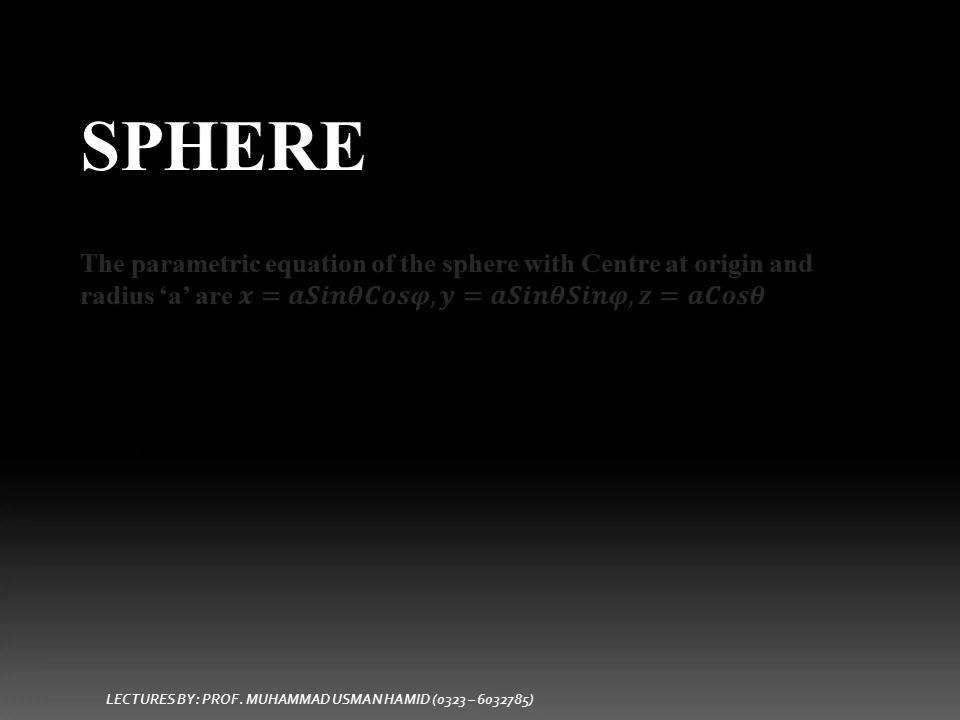 SPHERE
The parametric equation of the sphere with Centre at origin and
radius ‘a’ are 𝒙 = 𝒂𝑺𝒊𝒏𝜽𝑪𝒐𝒔𝝋, 𝒚 = 𝒂𝑺𝒊𝒏𝜽𝑺𝒊𝒏𝝋, 𝒛 = 𝒂𝑪𝒐𝒔𝜽
LECTURES BY: PROF. MUHAMMAD USMAN HAMID (0323 – 6032785)